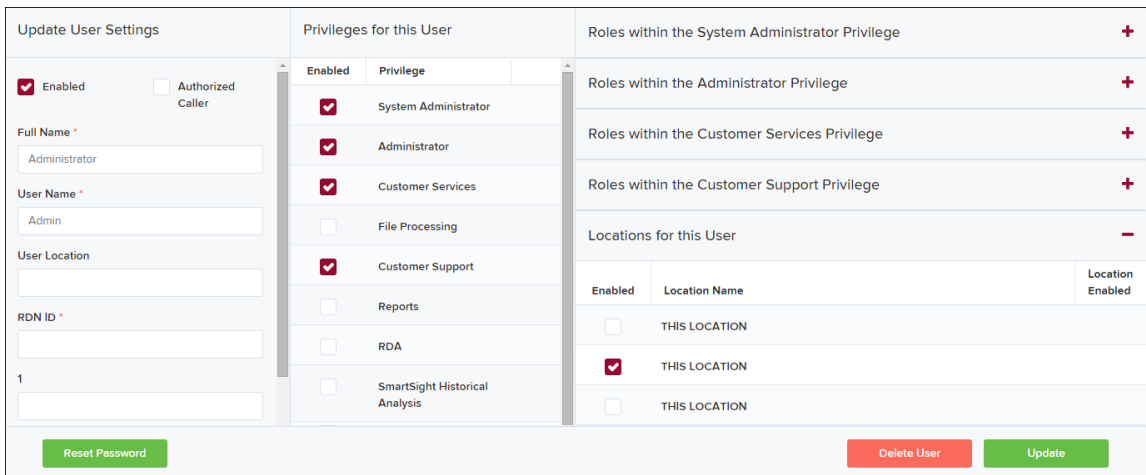 Update User Settings
Enabled
Authorized
Caller
Full Name *
Administrator
User Name *
Admin
User Location
RDN ID *
1
Reset Password
Privileges for this User
Enabled Privilege
System Administrator
Administrator
Customer Services
File Processing
Customer Support
Reports
RDA
SmartSight Historical
Analysis
Roles within the System Administrator Privilege
Roles within the Administrator Privilege
Roles within the Customer Services Privilege
Roles within the Customer Support Privilege
Locations for this User
Enabled Location Name Location
Enabled
THIS LOCATION
THIS LOCATION
THIS LOCATION
Delete User
Update